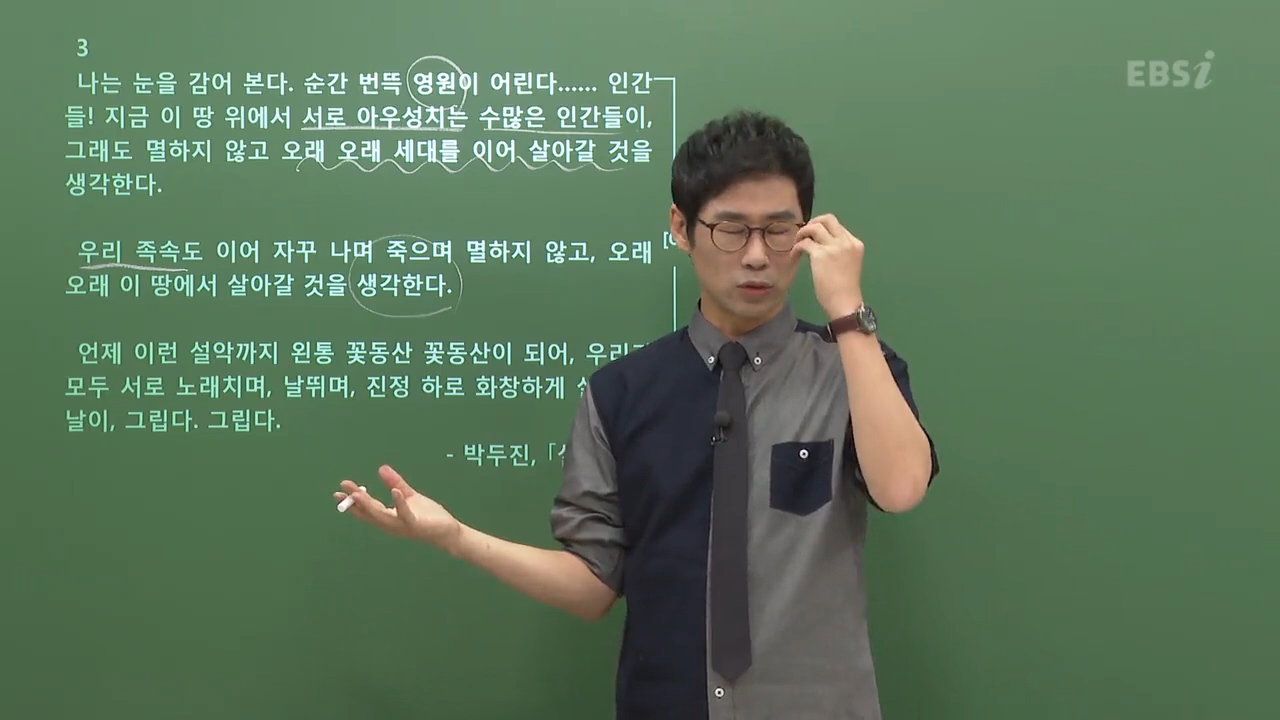 3
나는 눈을 감어 본다. 순간 번뜩 영원이 어린다...... 인간
들! 지금 이 땅 위에서 서로 아우성치는 수많은 인간들이,
그래도 멸하지 않고 오래 오래 세대를 이어 살아갈 것을
생각한다.
우리 족속도 이어 자꾸 나며 죽으며 멸하지 않고, 오래
오래 이 땅에서 살아갈 것을 생각한다.
언제 이런 설악까지 왼통 꽃동산 꽃동산이 되어,
모두 서로 노래치며, 날뛰며, 진정 하로 화창하게
날이, 그립다. 그립다.
- 박두진,「
EBSi